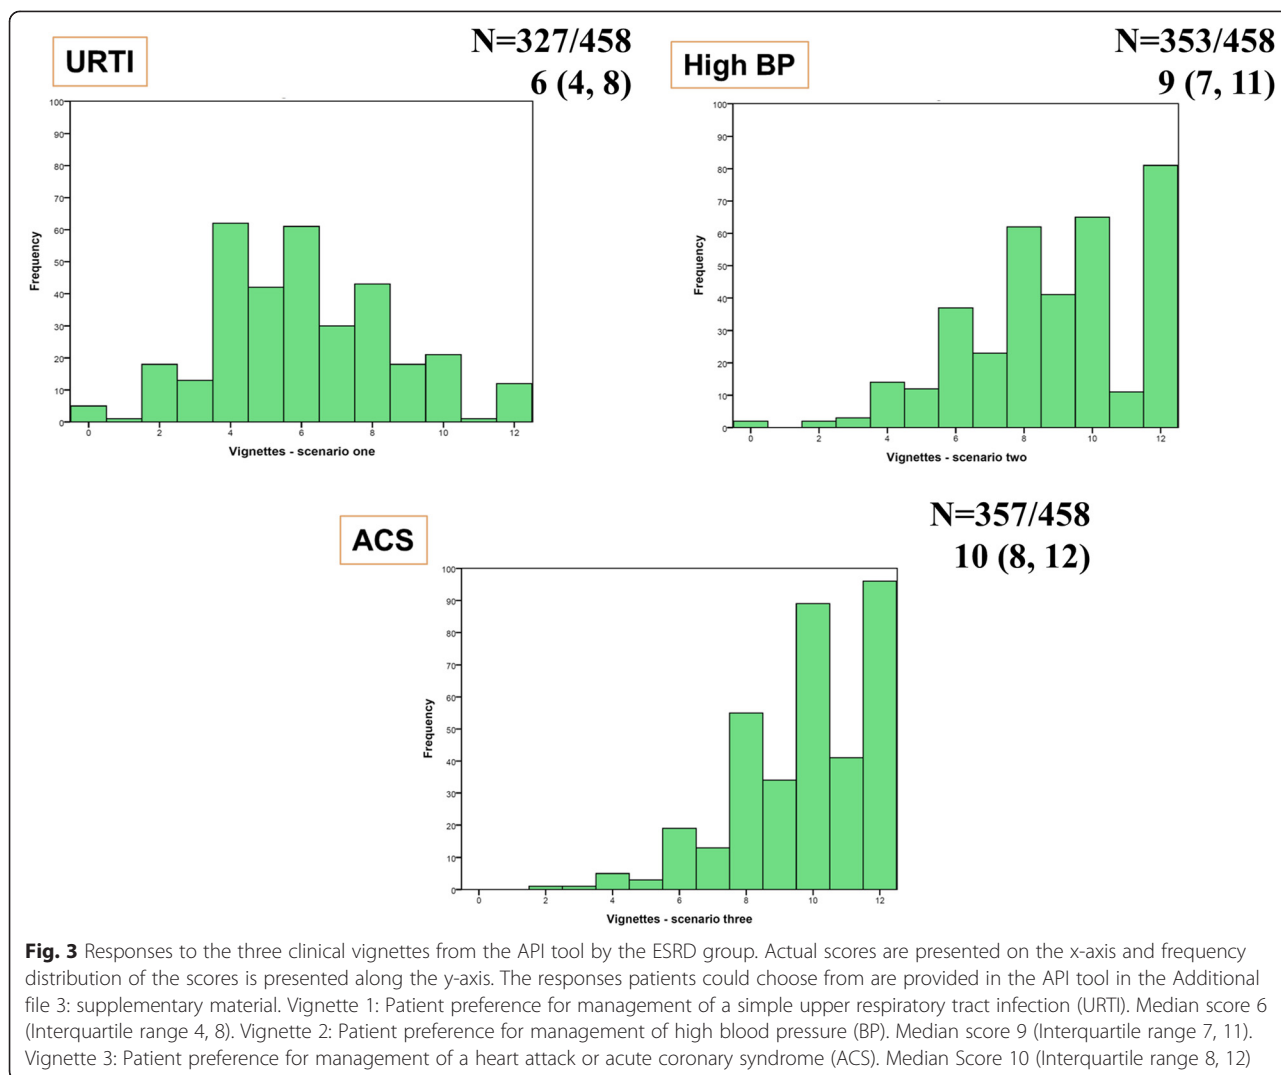 URTI
N=327/458
6 (4, 8)
100
90
80
70
60
50
40
30
20
10
0
Frequency
0 2 4 6 8 10 12
Vignettes - scenario one
High BP
N=353/458
9 (7, 11)
100
90
80
70
60
50
40
30
20
10
0
Frequency
0 2 4 6 8 10 12
Vignettes - scenario two
ACS
N=357/458
10 (8, 12)
100
90
80
70
60
50
40
30
20
10
0
Frequency
0 2 4 6 8 10 12
Vignettes - scenario three
Fig. 3 Responses to the three clinical vignettes from the API tool by the ESRD group. Actual scores are presented on the x-axis and frequency
distribution of the scores is presented along the y-axis. The responses patients could choose from are provided in the API tool in the Additional
file 3: supplementary material. Vignette 1: Patient preference for management of a simple upper respiratory tract infection (URTI). Median score 6
(Interquartile range 4, 8). Vignette 2: Patient preference for management of high blood pressure (BP). Median score 9 (Interquartile range 7, 11).
Vignette 3: Patient preference for management of a heart attack or acute coronary syndrome (ACS). Median Score 10 (Interquartile range 8, 12)